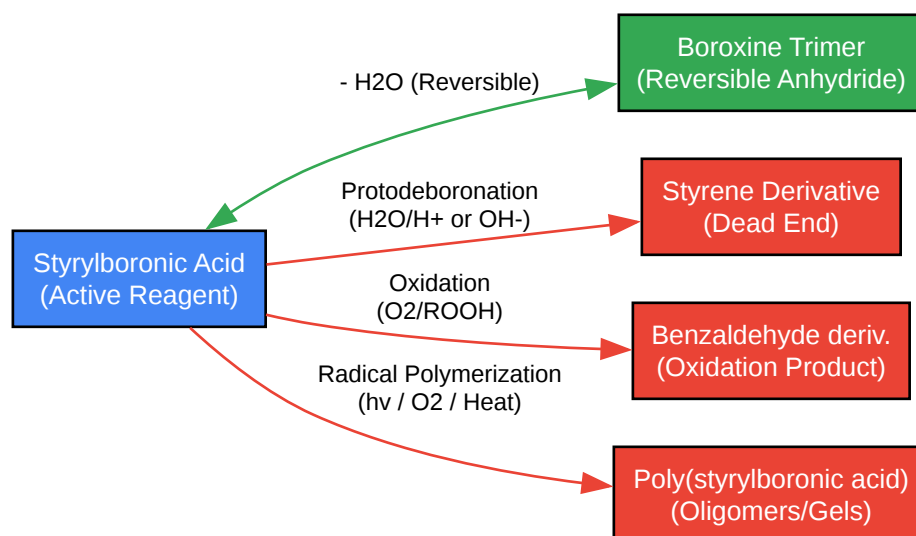 Boroxine Trimer
(Reversible Anhydride)
- H2O (Reversible)
Protodeboronation
(H2O/H+ or OH-)
Styrene Derivative
(Dead End)
Styrylboronic Acid
(Active Reagent)
Oxidation
(O2/ROOH)
Benzaldehyde deriv.
(Oxidation Product)
Radical Polymerization
(hv / O2 / Heat)
Poly(styrylboronic acid)
(Oligomers/Gels)